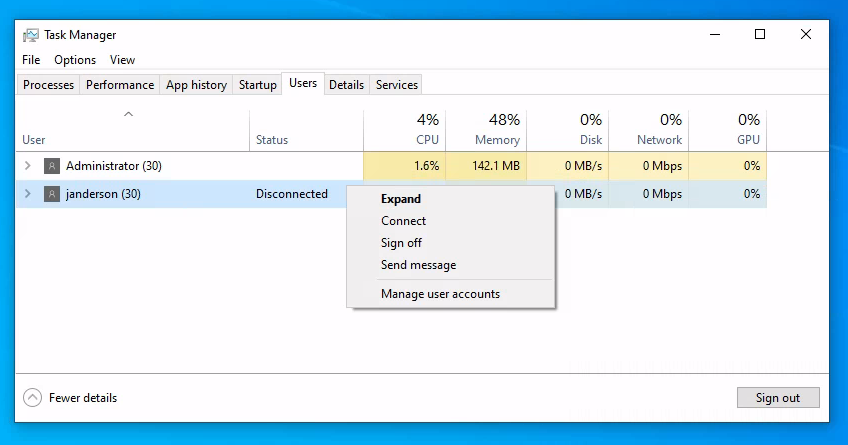 Task Manager
File Options View
Processes Performance App history Startup Users Details Services
4% 48% 0% 0% 0%
User Status CPU Memory Disk Network GPU
Administrator (30) 1.6% 142.1 MB 0 MB/s 0 Mbps 0%
janderson (30) Disconnected 0 MB/s 0 Mbps 0%
Expand
Connect
Sign off
Send message
Manage user accounts
Fewer details Sign out